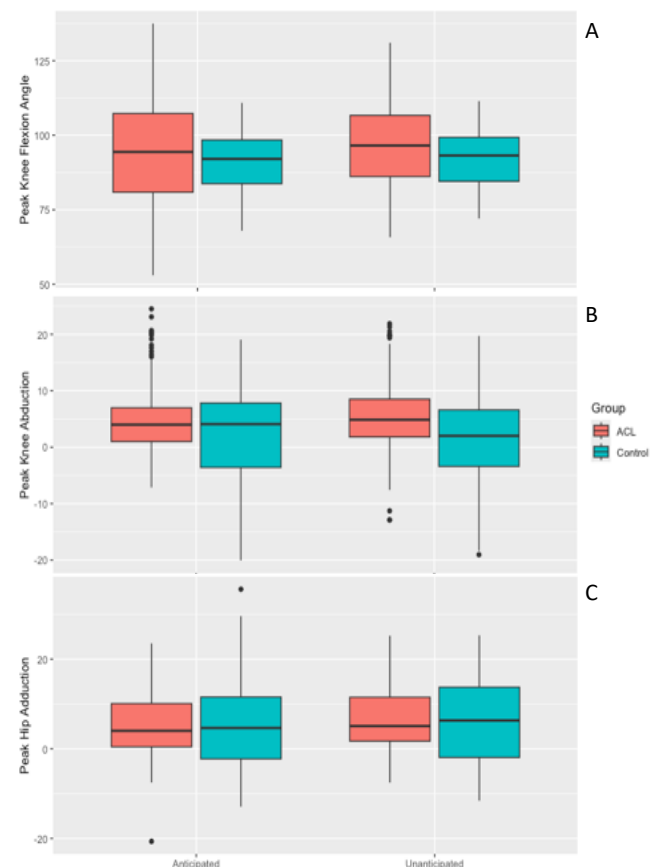 A
Peak Knee Flexion Angle
125
100
75
50
B
Peak Knee Abduction
20
10
0
-10
-20
Group
ACL
Control
C
Peak Hip Adduction
20
0
-20
Anticipated
Unanticipated